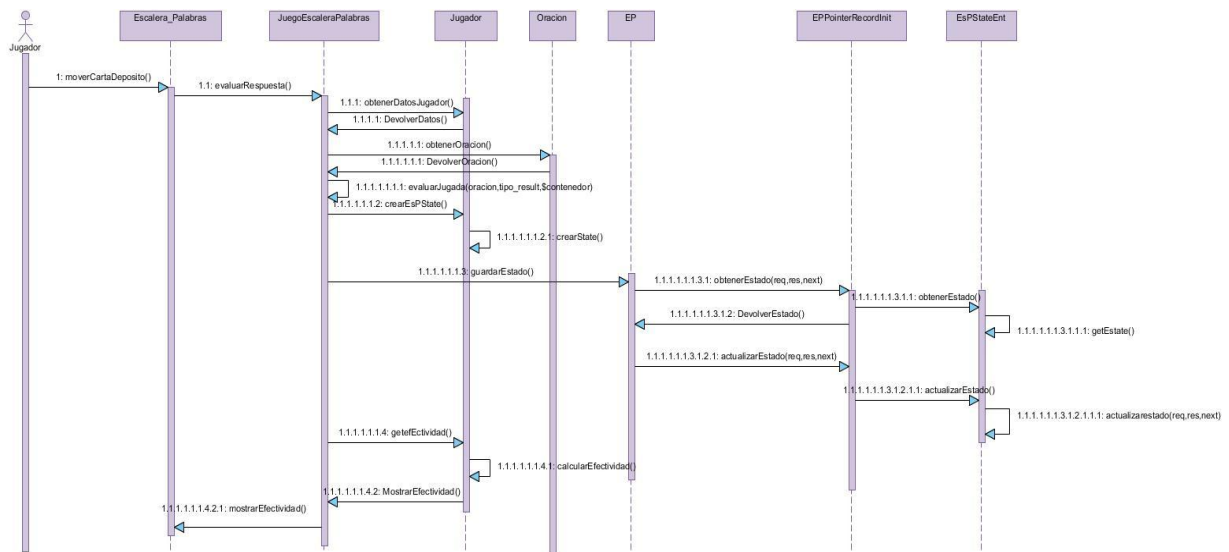 Escalera_Palabras
JuegoEscaleraPalabras
Jugador
Oracion
EP
EPPointerRecordInit
EsPStateEnt
Jugador
1: moverCartaDeposito()
1.1: evaluarRespuesta()
1.1.1: obtenerDatosJugador()
1.1.1.1: DevolverDatos()
1.1.1.1.1: obtenerOracion()
1.1.1.1.1.1: DevolverOracion()
1.1.1.1.1.1.1: evaluarJugada(oracion,tipo_result,$contenedor)
1.1.1.1.1.1.2: crearEsPState()
1.1.1.1.1.1.2.1: crearState()
1.1.1.1.1.1.3: guardarEstado()
1.1.1.1.1.1.3.1: obtenerEstado(req,res,next)
1.1.1.1.1.1.3.1.1: obtenerEstado()
1.1.1.1.1.1.3.1.2: DevolverEstado()
1.1.1.1.1.1.3.1.1.1: getEstate()
1.1.1.1.1.1.3.1.2.1: actualizarEstado(req,res,next)
1.1.1.1.1.1.3.1.2.1.1: actualizarEstado()
1.1.1.1.1.1.3.1.2.1.1.1: actualizarestado(req,res,next)
1.1.1.1.1.1.4: getefEctividad()
1.1.1.1.1.1.4.1: calcularEfectividad()
1.1.1.1.1.1.4.2: MostrarEfectividad()
1.1.1.1.1.1.4.2.1: mostrarEfectividad()